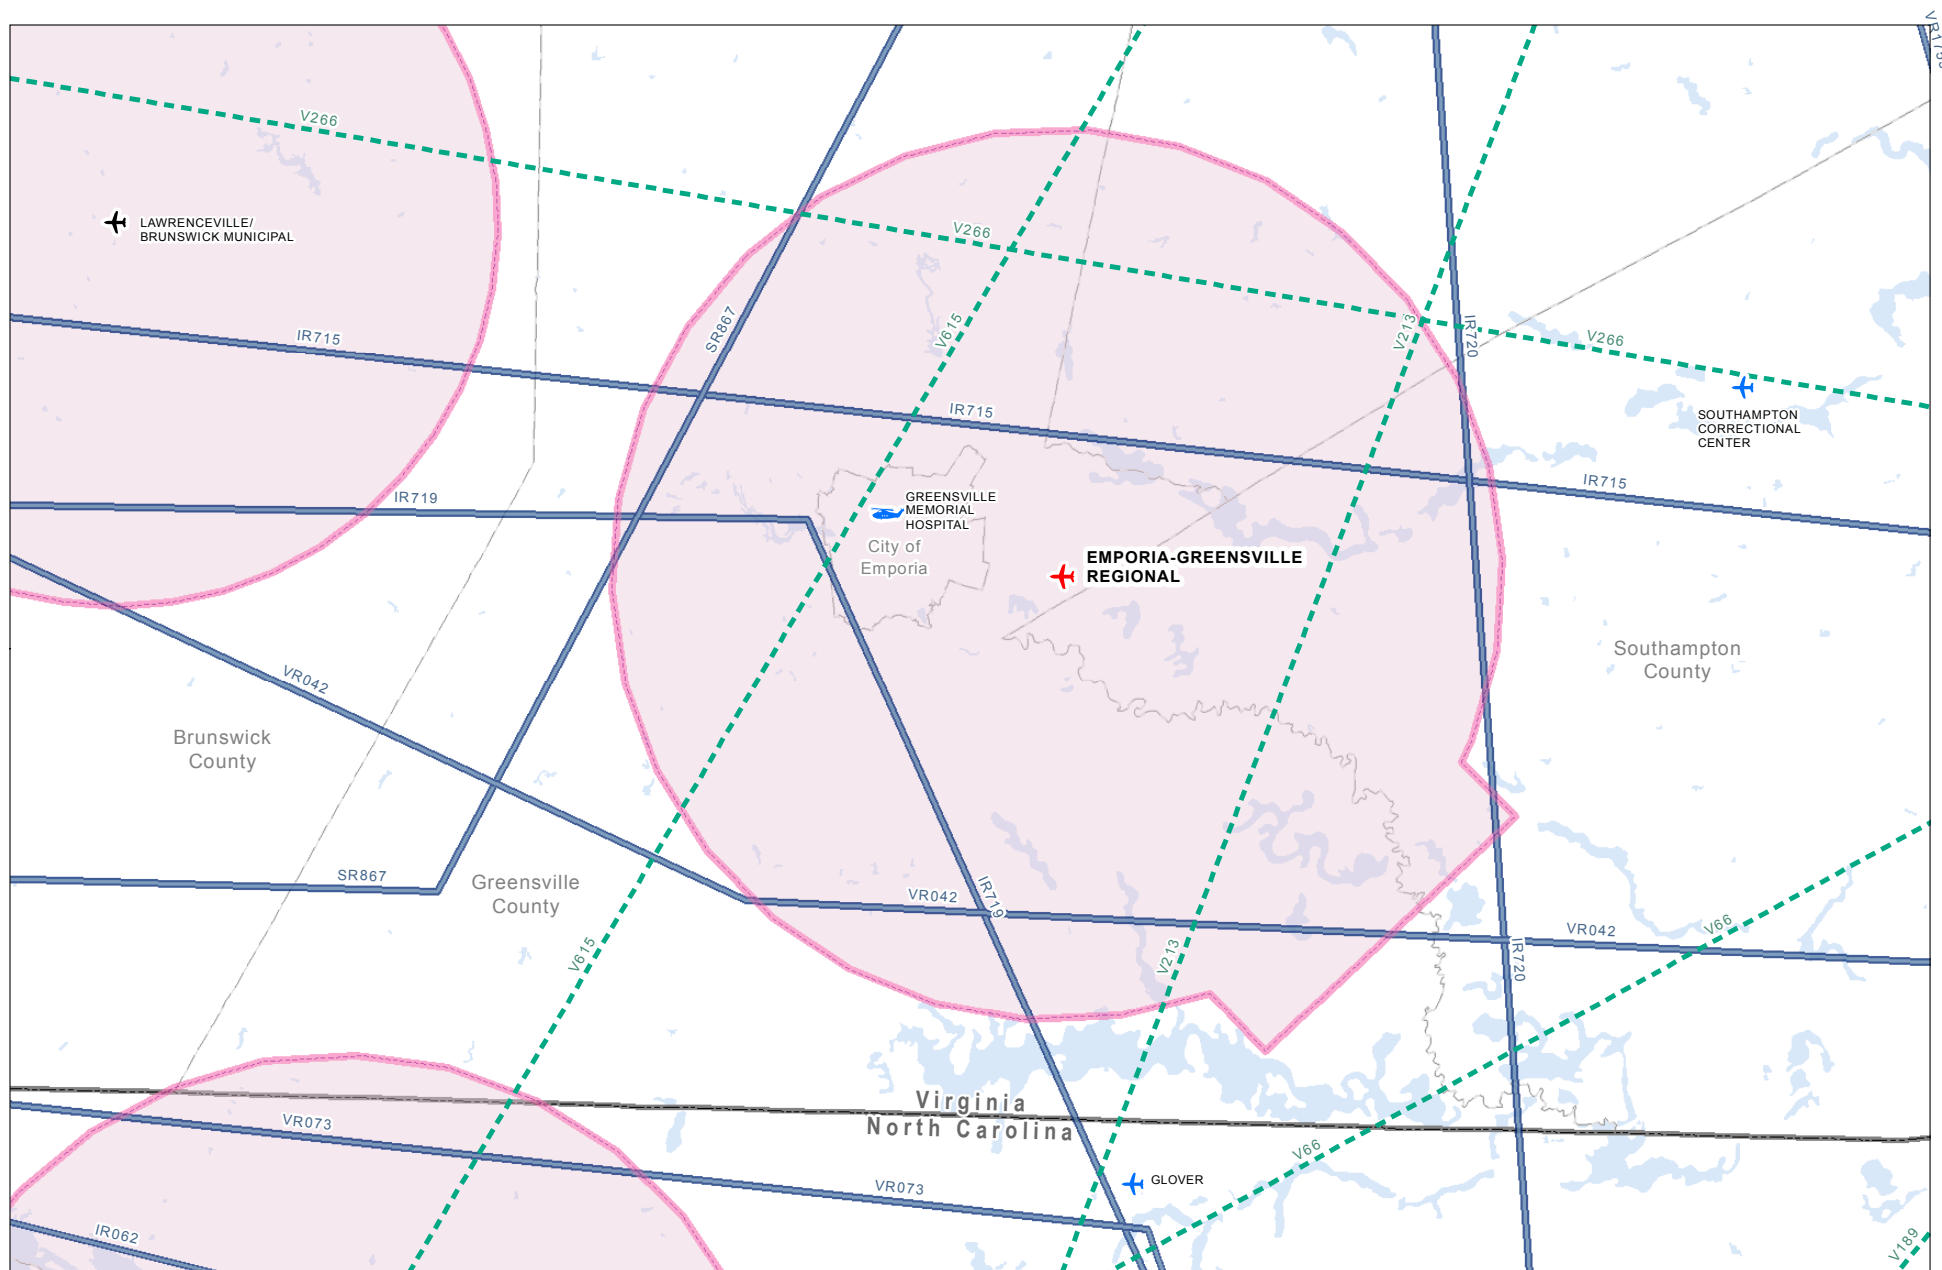 VR1753
V266
LAWRENCEVILLE/
BRUNSWICK MUNICIPAL
V266
SR867
V615
V213
IR720
V266
IR715
SOUTHAMPTON
CORRECTIONAL
CENTER
IR715
IR715
IR719
GREENSVILLE
MEMORIAL
HOSPITAL
City of
Emporia
EMPORIA-GREENSVILLE
REGIONAL
Southampton
County
VR042
Brunswick
County
SR867
Greensville
County
VR042
IR719
VR042
V66
V615
V213
IR720
Virginia
North Carolina
VR073
V66
GLOVER
VR073
IR062
V189